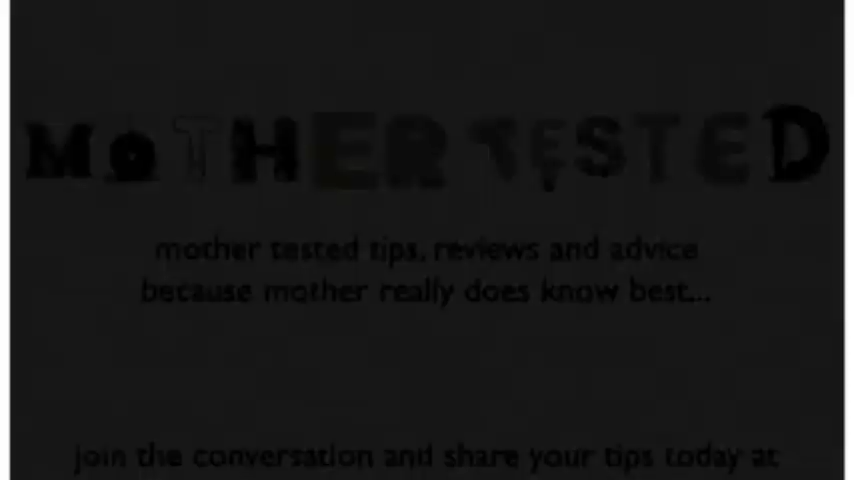 MOTHER TESTED
mother tested tips, reviews and advice
because mother really does know best...
join the conversation and share your tips today at